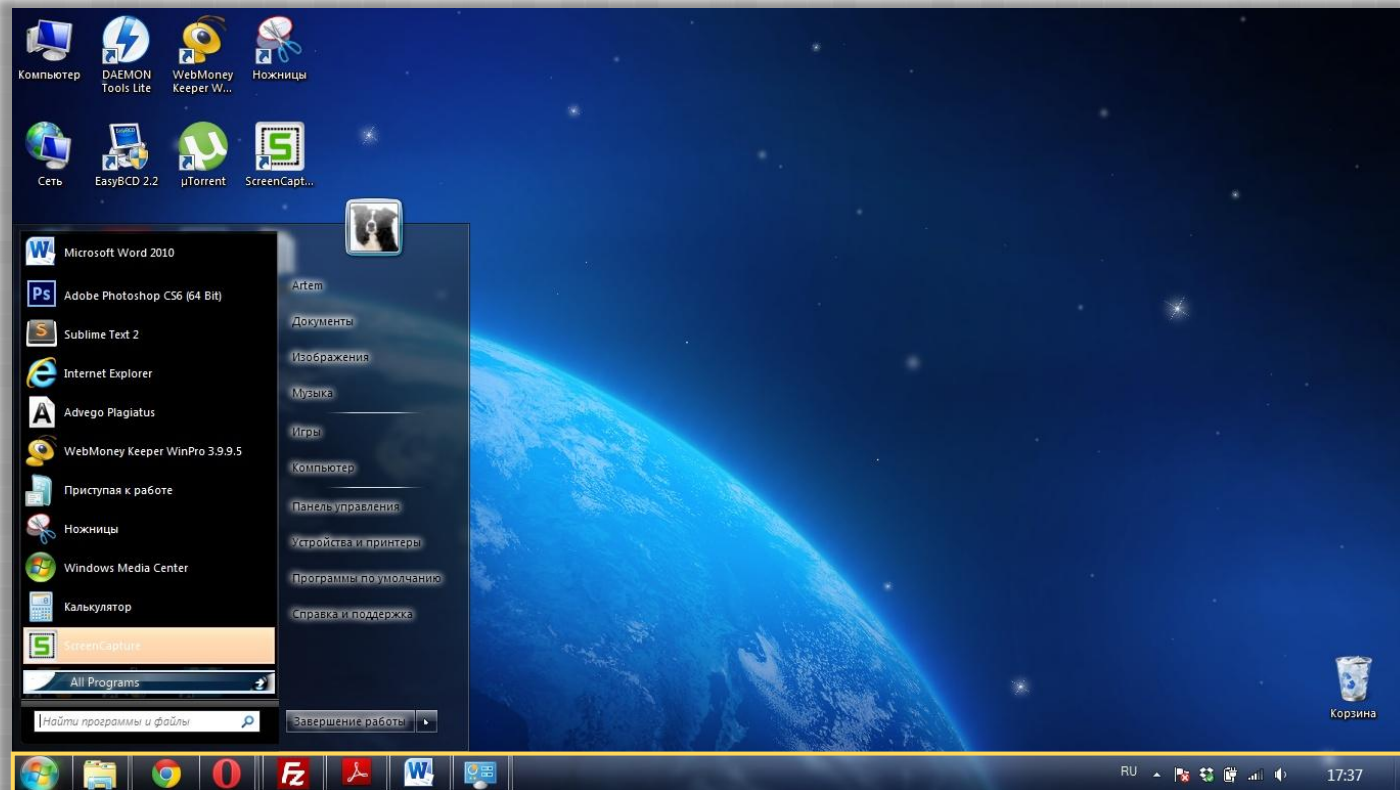 Компьютер
DAEMON
Tools Lite
WebMoney
Keeper W...
Ножницы
Сеть
EasyBCD 2.2
µTorrent
ScreenCapt...
Microsoft Word 2010
Adobe Photoshop CS6 (64 Bit)
Sublime Text 2
Internet Explorer
Advego Plagiatus
WebMoney Keeper WinPro 3.9.9.5
Приступая к работе
Ножницы
Windows Media Center
Калькулятор
ScreenCapture
All Programs
Найти программы и файлы
Artem
Документы
Изображения
Музыка
Игры
Компьютер
Панель управления
Устройства и принтеры
Программы по умолчанию
Справка и поддержка
Завершение работы
Корзина
RU
17:37